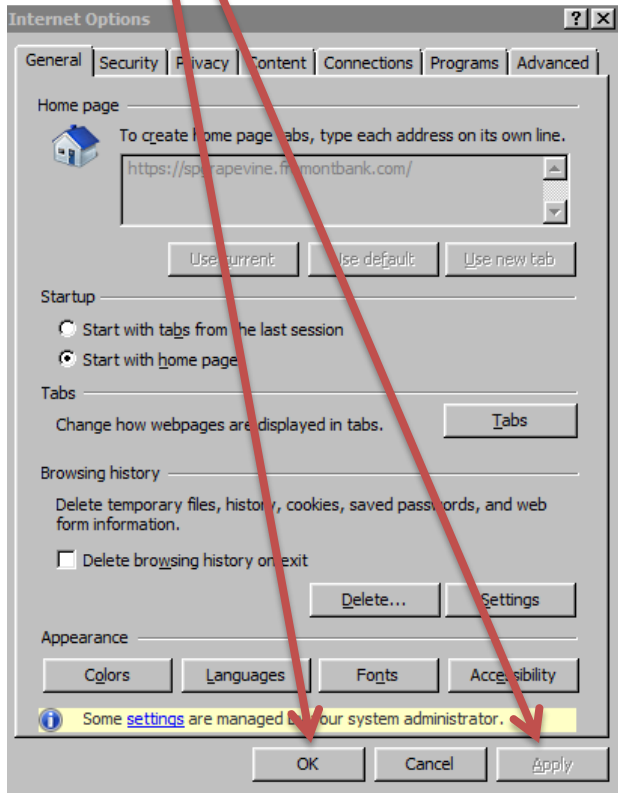 Internet Options ? X
General Security Privacy Content Connections Programs Advanced
Home page
To create home page tabs, type each address on its own line.
https://spgrapevine.fremontbank.com/
Use current Use default Use new tab
Startup
Start with tabs from the last session
Start with home page
Tabs
Change how webpages are displayed in tabs. Tabs
Browsing history
Delete temporary files, history, cookies, saved passwords, and web
form information.
Delete browsing history on exit
Delete... Settings
Appearance
Colors Languages Fonts Accessibility
Some settings are managed by your system administrator.
OK Cancel Apply